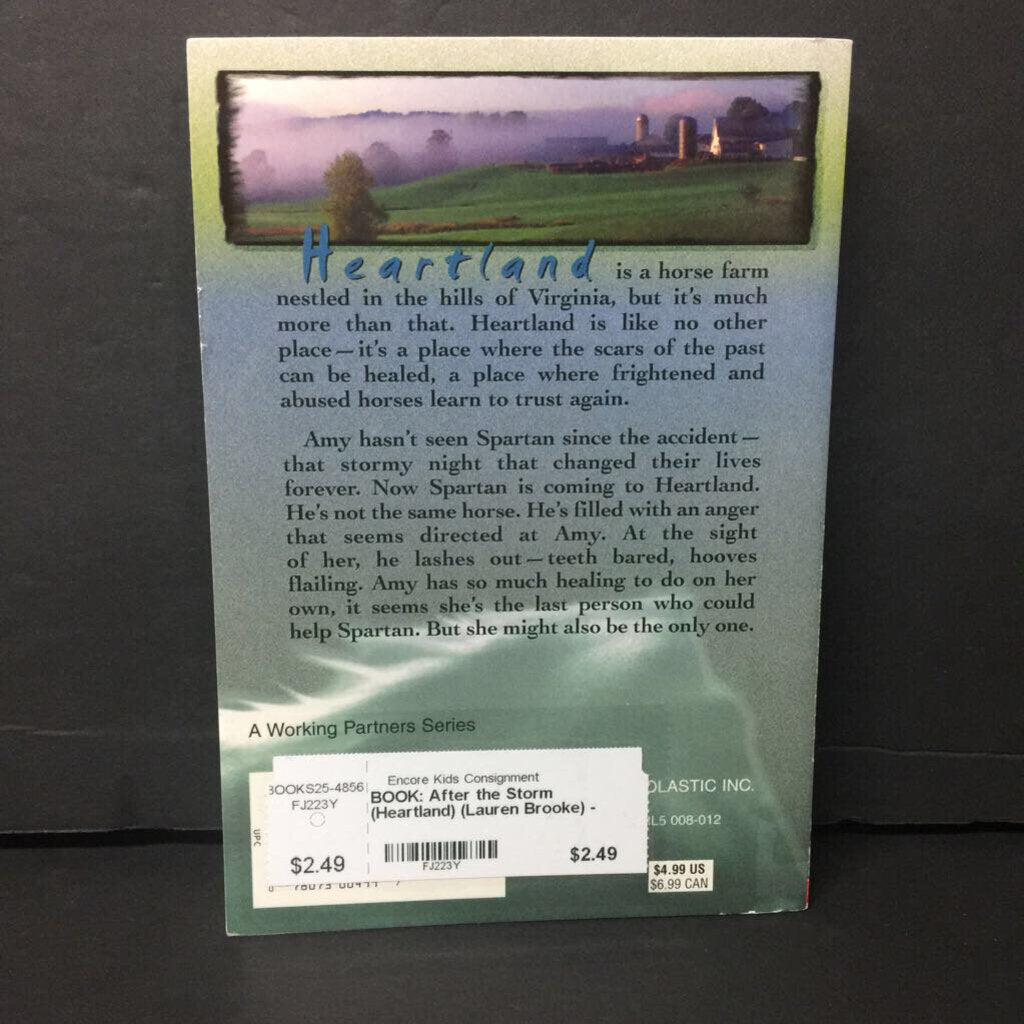 Heartland is a horse farm
nestled in the hills of Virginia, but it's much
more than that. Heartland is like no other
place—it's a place where the scars of the past
can be healed, a place where frightened and
abused horses learn to trust again.
Amy hasn't seen Spartan since the accident—
that stormy night that changed their lives
forever. Now Spartan is coming to Heartland.
He's not the same horse. He's filled with an anger
that seems directed at Amy. At the sight
of her, he lashes out—teeth bared, hooves
flailing. Amy has so much healing to do on her
own, it seems she's the last person who could
help Spartan. But she might also be the only one.
A Working Partners Series
BOOKS25-4856
FJ223Y
$2.49
Encore Kids Consignment
BOOK: After the Storm
(Heartland) (Lauren Brooke) -
FJ223Y
$2.49
OLASTIC INC.
L5 008-012
UPC
$4.99 US
$6.99 CAN